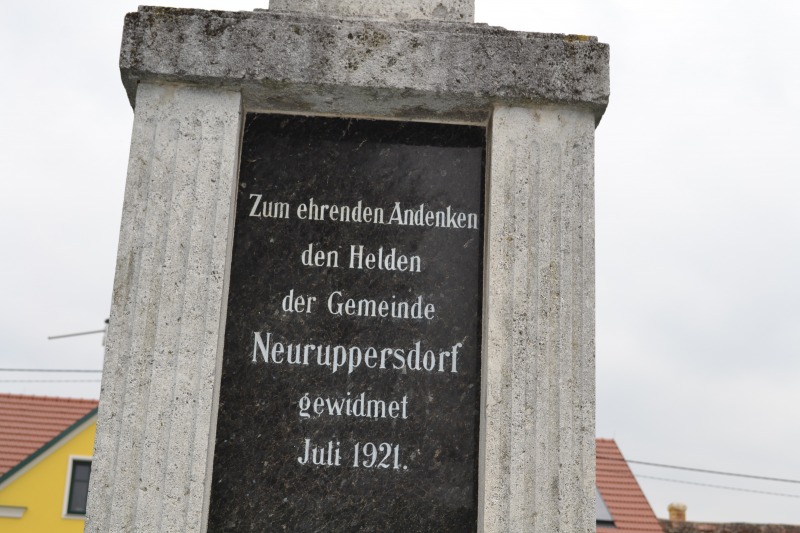 Zum ehrenden Andenken
den Helden
der Gemeinde
Neuruppersdorf
gewidmet
Juli 1921.